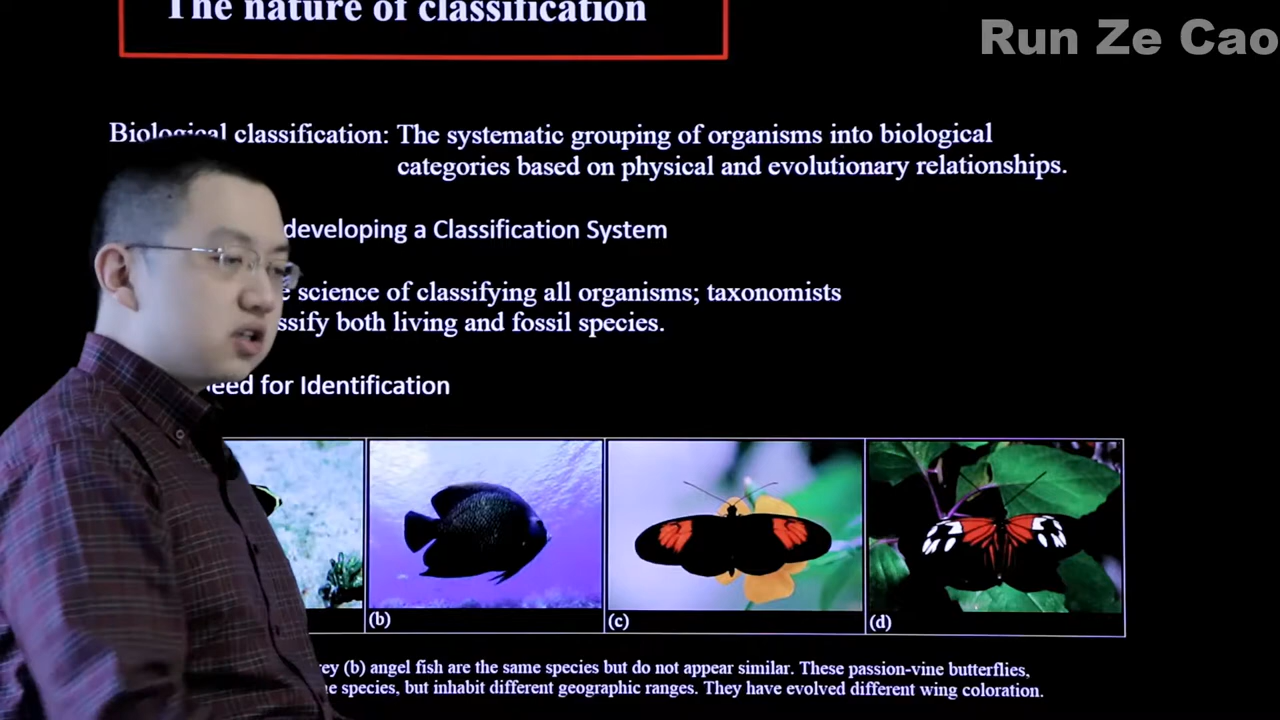 The nature of classification
Run Ze Cao
Biological classification: The systematic grouping of organisms into biological
categories based on physical and evolutionary relationships.
developing a Classification System
science of classifying all organisms; taxonomists
both living and fossil species.
for Identification
(b)
(c)
(d)
(b) angel fish are the same species but do not appear similar. These passion-vine butterflies,
species, but inhabit different geographic ranges. They have evolved different wing coloration.